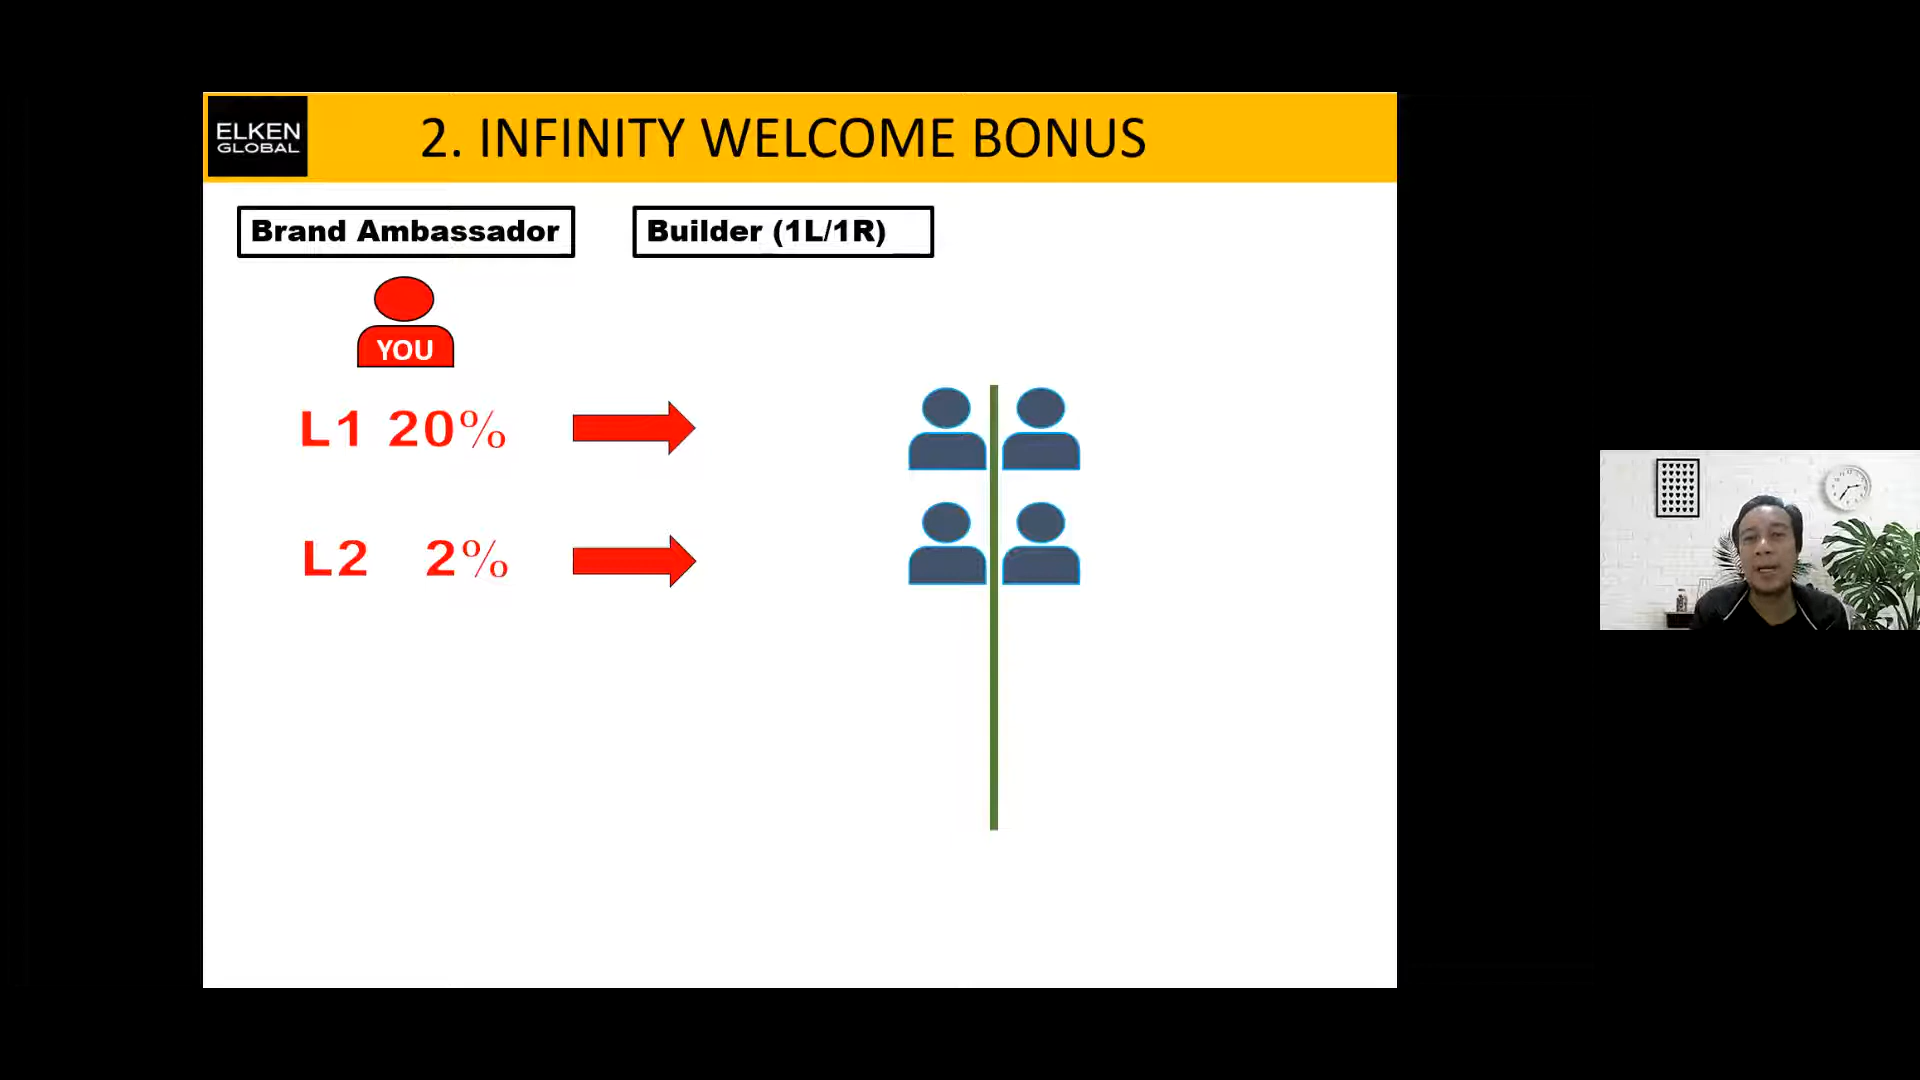 ELKEN
GLOBAL
2. INFINITY WELCOME BONUS
Brand Ambassador
Builder (1L/1R)
YOU
L1 20%
L2 2%